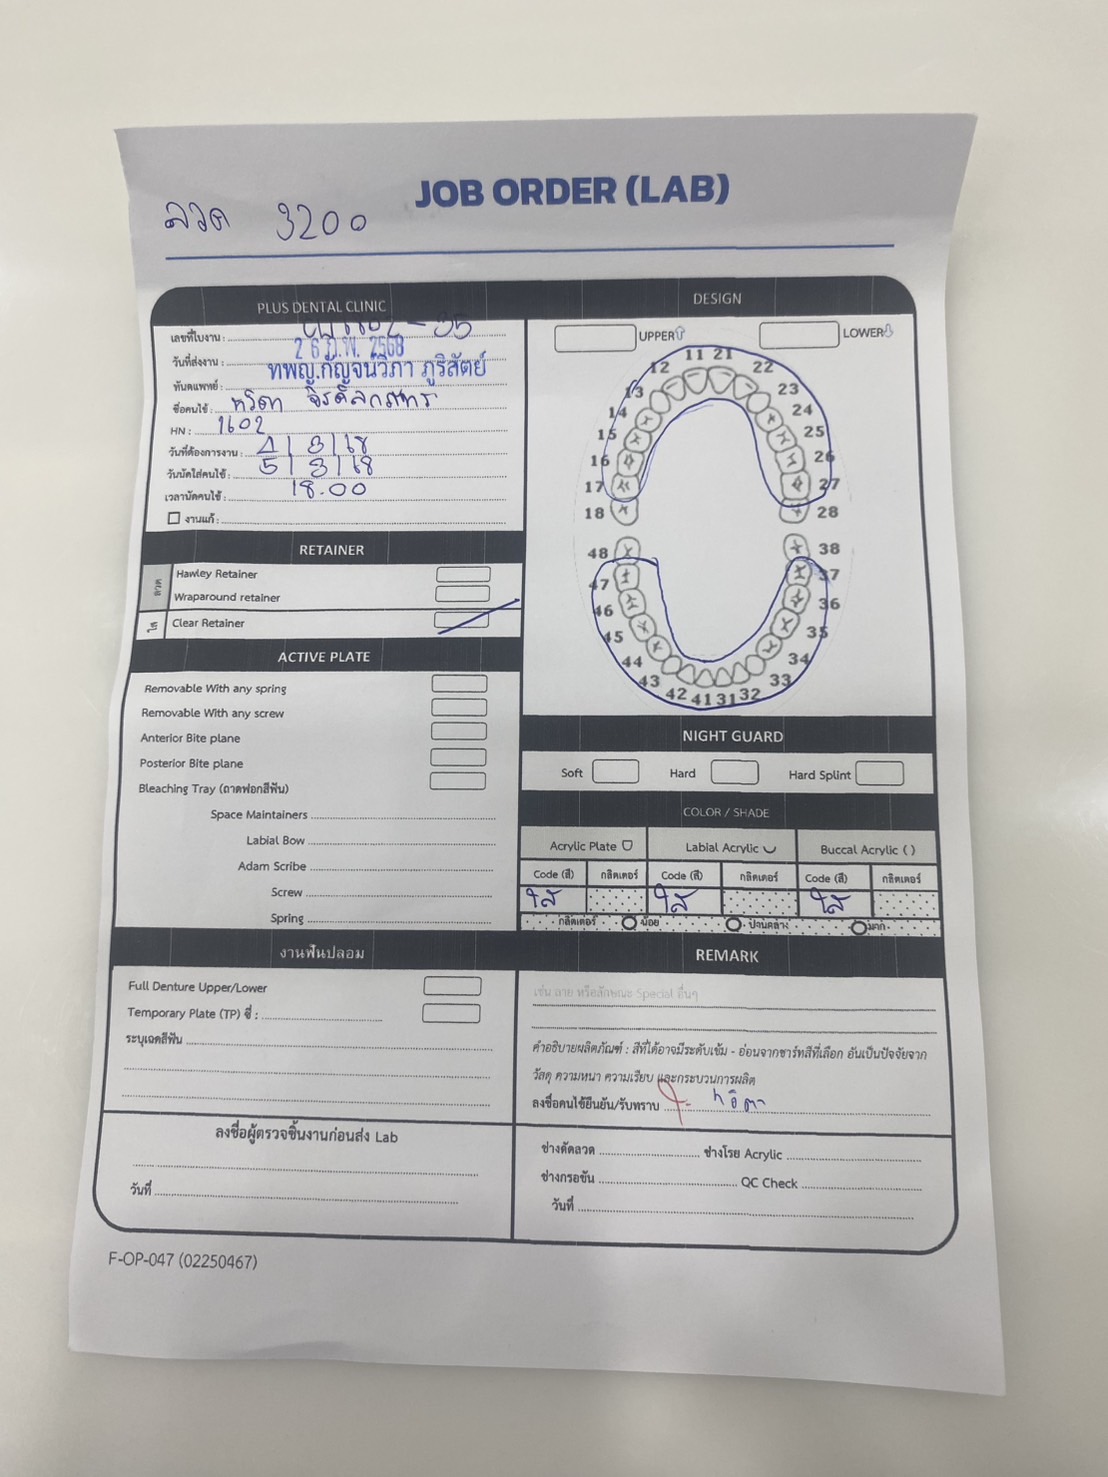 JOB ORDER (LAB)
ลวด 3200
PLUS DENTAL CLINIC
เลขที่ใบงาน :
วันที่ส่งงาน : 26 ก.พ. 2568
ทันตแพทย์ : ทพญ.กัญจนวิภา ภูริสัตย์
ชื่อคนไข้ :
HN : 1602
วันที่ต้องการงาน : 4 | 3 | 68
วันนัดใส่คนไข้ : 5 | 3 | 68
เวลานัดคนไข้ : 18.00
งานแก้ :
DESIGN
UPPER LOWER
11 21
12 22
13 23
14 24
15 25
16 26
17 27
18 28
48 38
47 37
46 36
45 35
44 34
43 33
42 41 31 32
RETAINER
ลวด
Hawley Retainer
Wraparound retainer
ใส
Clear Retainer
ACTIVE PLATE
Removable With any spring
Removable With any screw
Anterior Bite plane
Posterior Bite plane
Bleaching Tray (ถาดฟอกสีฟัน)
Space Maintainers
Labial Bow
Adam Scribe
Screw
Spring
NIGHT GUARD
Soft Hard Hard Splint
COLOR / SHADE
Acrylic Plate Labial Acrylic Buccal Acrylic ( )
Code (สี) กลิตเตอร์ Code (สี) กลิตเตอร์ Code (สี) กลิตเตอร์
ใส ใส ใส
กลิตเตอร์ น้อย ปานกลาง มาก
งานฟันปลอม
Full Denture Upper/Lower
Temporary Plate (TP) ซี่ :
ระบุเฉดสีฟัน
REMARK
เช่น ลาย หรือลักษณะ Special อื่นๆ
คำอธิบายผลิตภัณฑ์ : สีที่ได้อาจมีระดับเข้ม - อ่อนจากชาร์ทสีที่เลือก อันเป็นปัจจัยจาก
วัสดุ ความหนา ความเรียบ และกระบวนการผลิต
ลงชื่อคนไข้ยืนยัน/รับทราบ
ลงชื่อผู้ตรวจชิ้นงานก่อนส่ง Lab
วันที่
ช่างดัดลวด ช่างโรย Acrylic
ช่างกรอขัน QC Check
วันที่
F-OP-047 (02250467)